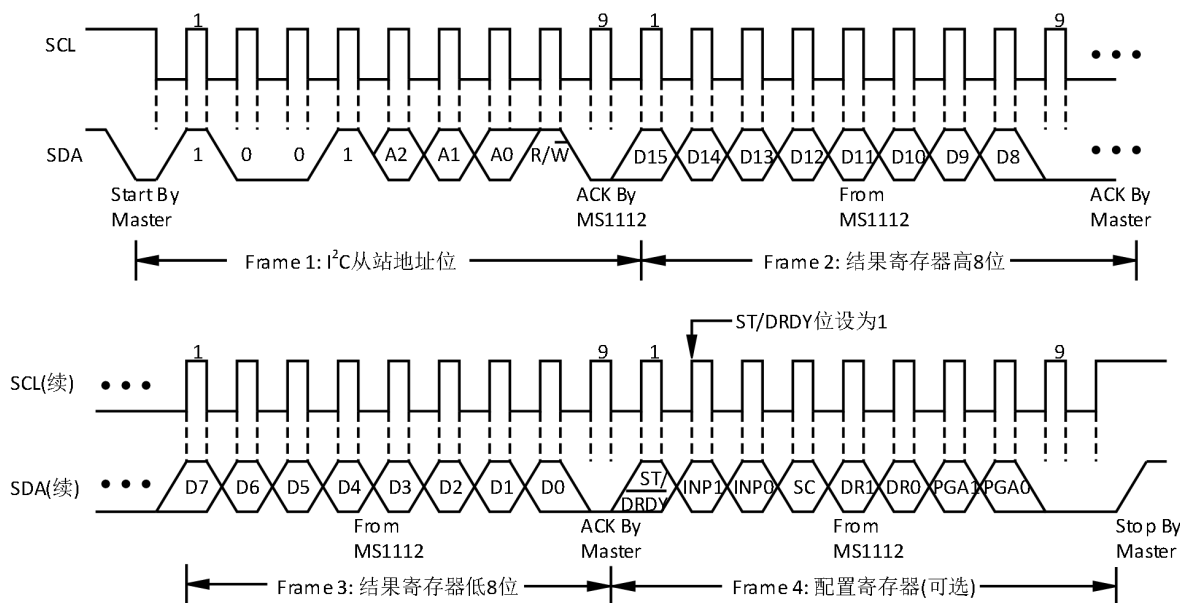 1 9 1 9
SCL
SDA
1 0 0 1 A2 A1 A0 R/W D15 D14 D13 D12 D11 D10 D9 D8
Start By Master
ACK By MS1112
From MS1112
ACK By Master
Frame 1: I²C从站地址位
Frame 2: 结果寄存器高8位
ST/DRDY位设为1
1 9 1 9
SCL(续)
SDA(续)
D7 D6 D5 D4 D3 D2 D1 D0 ST/DRDY INP1 INP0 SC DR1 DR0 PGA1 PGA0
From MS1112
ACK By Master
From MS1112
Stop By Master
Frame 3: 结果寄存器低8位
Frame 4: 配置寄存器(可选)